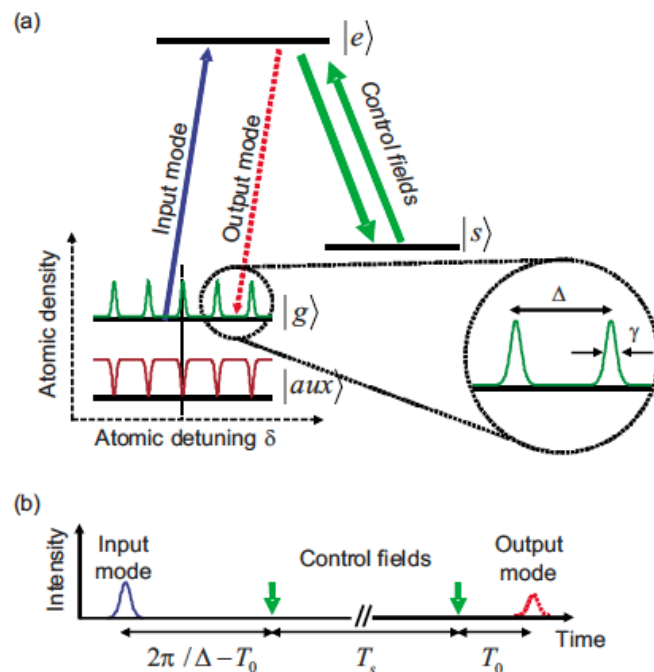 (a)
|e⟩
Input mode
Output mode
Control fields
|s⟩
Atomic density
|g⟩
|aux⟩
Atomic detuning δ
Δ
γ
(b)
Intensity
Input
mode
Control fields
Output
mode
Time
2π / Δ − T₀
Tₛ
T₀